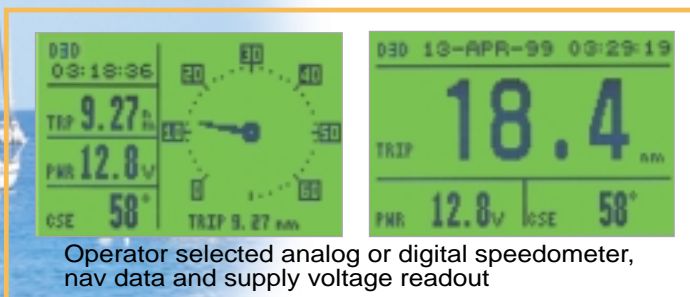 D3D
03:18:36
TRP 9.27 nm
PWR 12.8v
CSE 58°
0
10
20
30
40
50
60
TRIP 9.27 nm
D3D 13-APR-99 03:29:19
TRIP 18.4 nm
PWR 12.8v CSE 58°
Operator selected analog or digital speedometer,
nav data and supply voltage readout